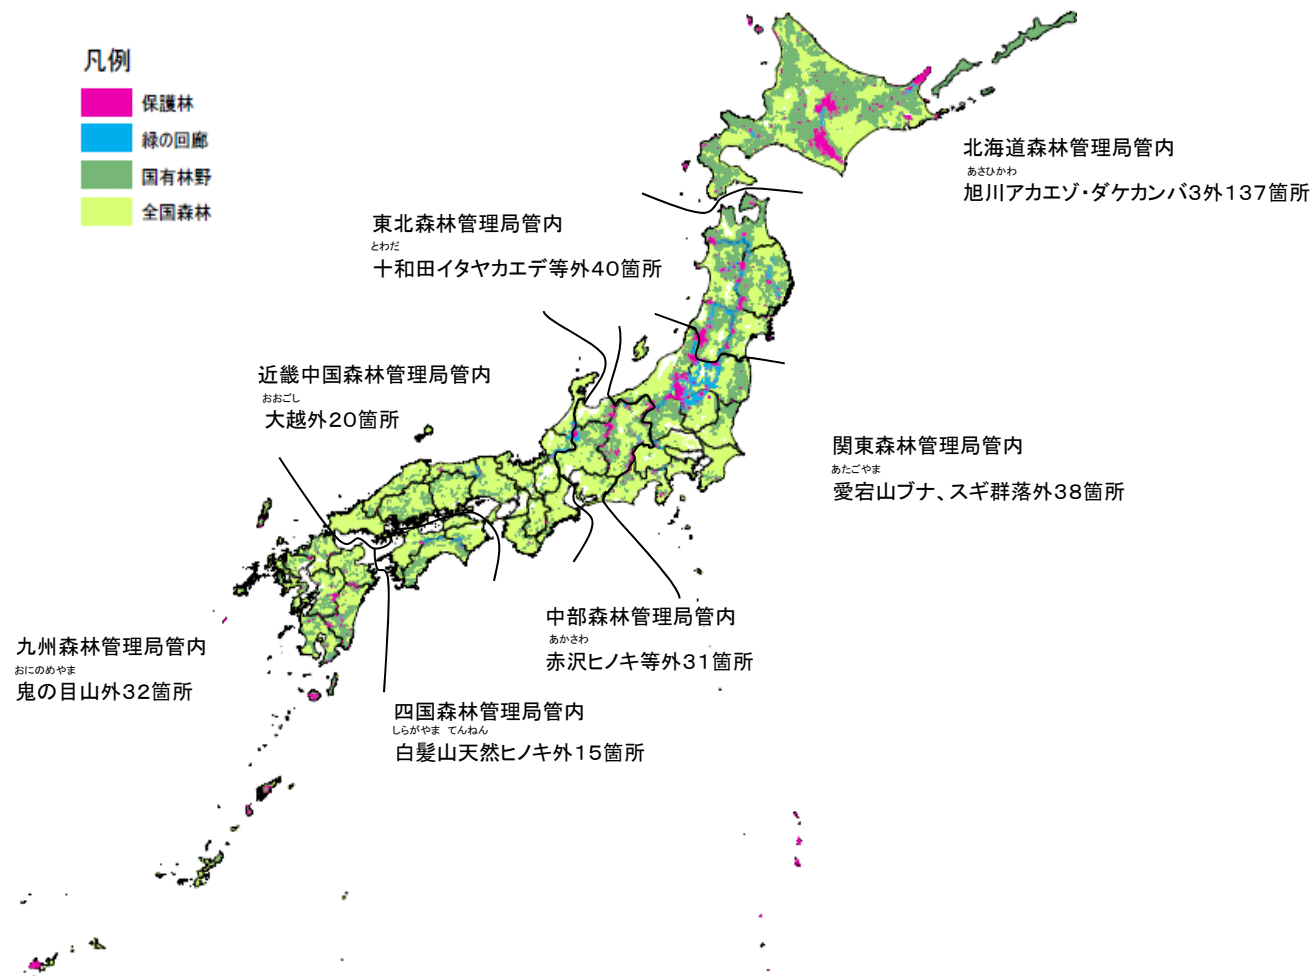 凡例
保護林
緑の回廊
国有林野
全国森林
北海道森林管理局管内
あさひかわ
旭川アカエゾ・ダケカンバ3外137箇所
東北森林管理局管内
とわだ
十和田イタヤカエデ等外40箇所
近畿中国森林管理局管内
おおごし
大越外20箇所
関東森林管理局管内
あたごやま
愛宕山ブナ、スギ群落外38箇所
中部森林管理局管内
あかさわ
赤沢ヒノキ等外31箇所
九州森林管理局管内
おにのめやま
鬼の目山外32箇所
四国森林管理局管内
しらがやま てんねん
白髪山天然ヒノキ外15箇所